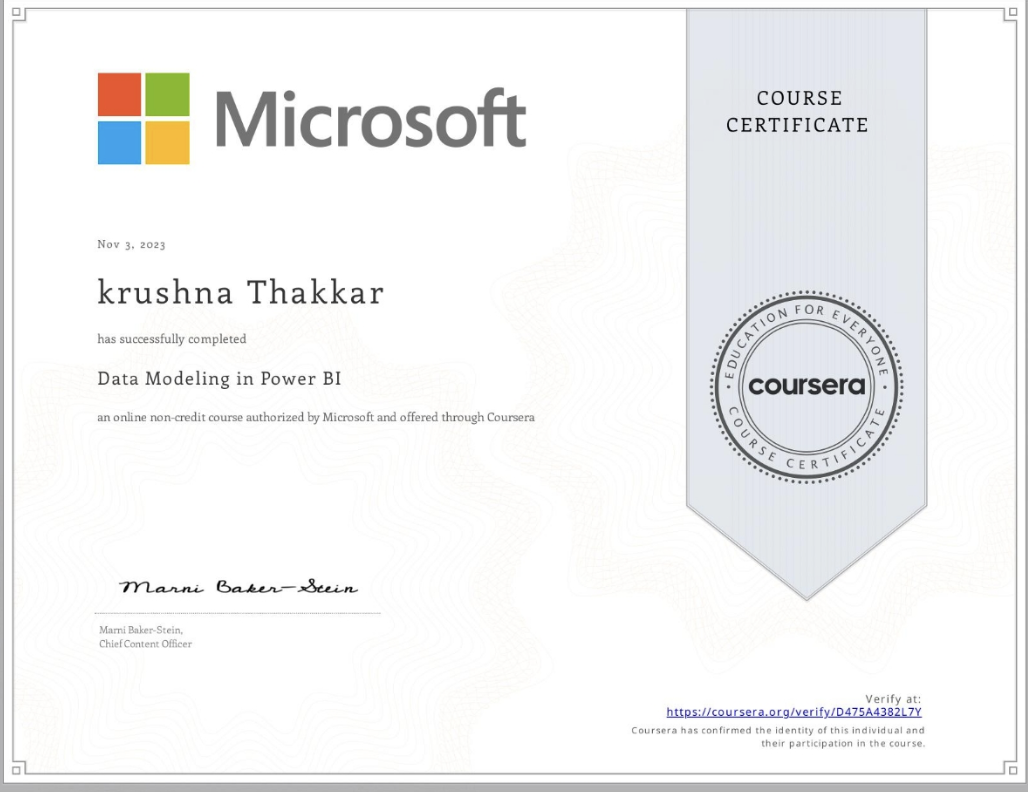 Microsoft
COURSE
CERTIFICATE
Nov 3, 2023
krushna Thakkar
has successfully completed
Data Modeling in Power BI
an online non-credit course authorized by Microsoft and offered through Coursera
EDUCATION FOR EVERYONE
coursera
COURSE CERTIFICATE
Marni Baker-Stein
Marni Baker-Stein,
Chief Content Officer
Verify at:
https://coursera.org/verify/D475A4382L7Y
Coursera has confirmed the identity of this individual and
their participation in the course.